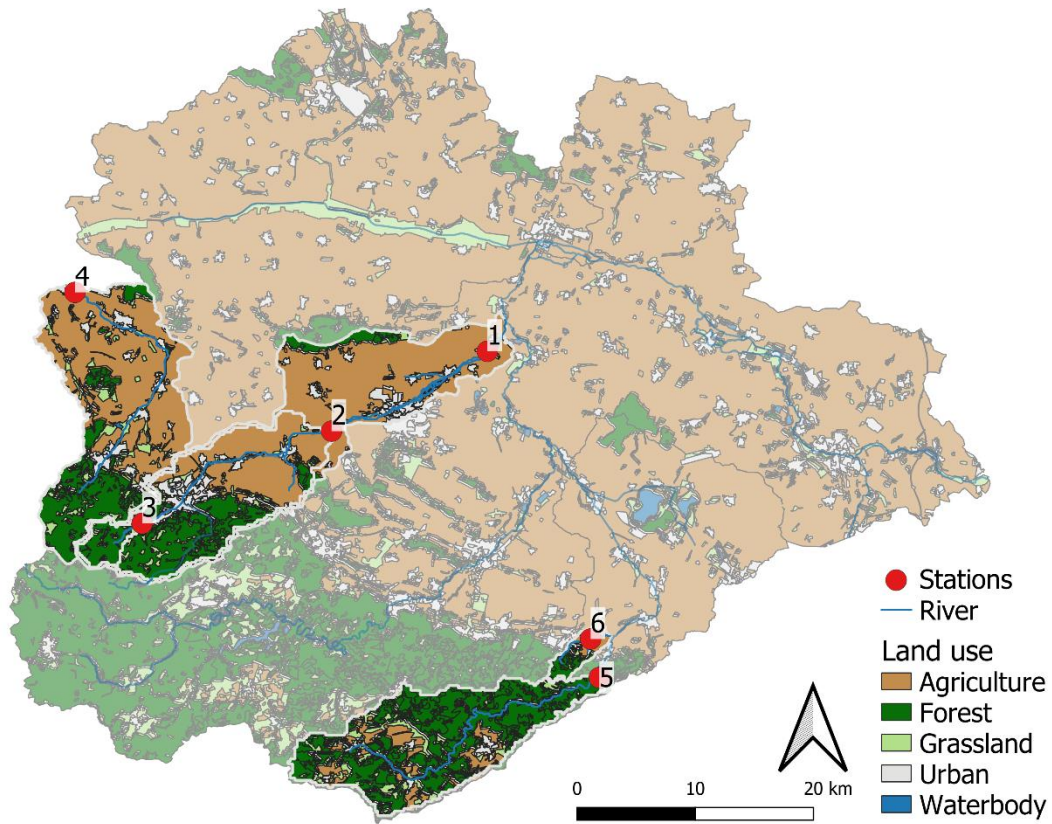 4
1
2
3
6
5
Stations
River
Land use
Agriculture
Forest
Grassland
Urban
Waterbody
0 10 20 km